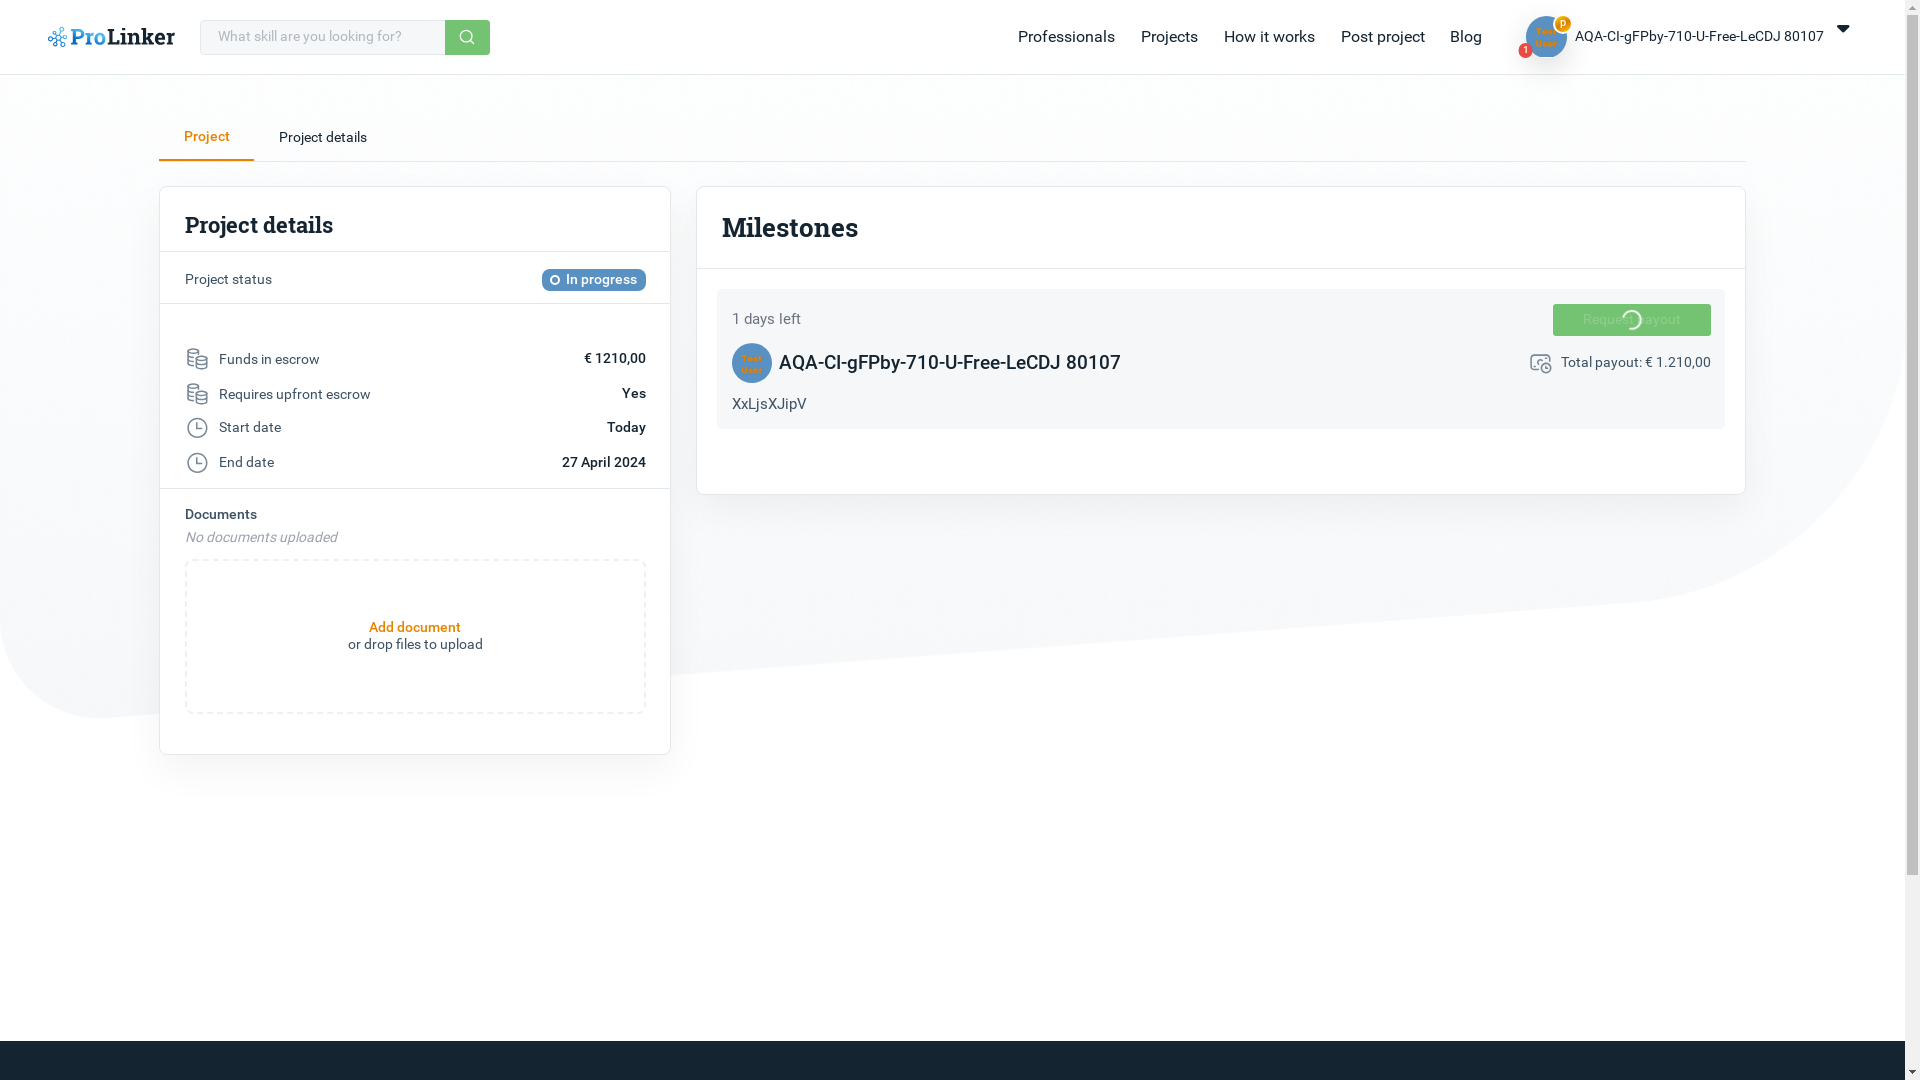 ProLinker
What skill are you looking for?
Professionals
Projects
How it works
Post project
Blog
Test
User
p
1
AQA-CI-gFPby-710-U-Free-LeCDJ 80107
Project
Project details
Project details
Project status
In progress
Funds in escrow
€ 1210,00
Requires upfront escrow
Yes
Start date
Today
End date
27 April 2024
Documents
No documents uploaded
Add document
or drop files to upload
Milestones
1 days left
Request payout
Test
User
AQA-CI-gFPby-710-U-Free-LeCDJ 80107
Total payout: € 1.210,00
XxLjsXJipV